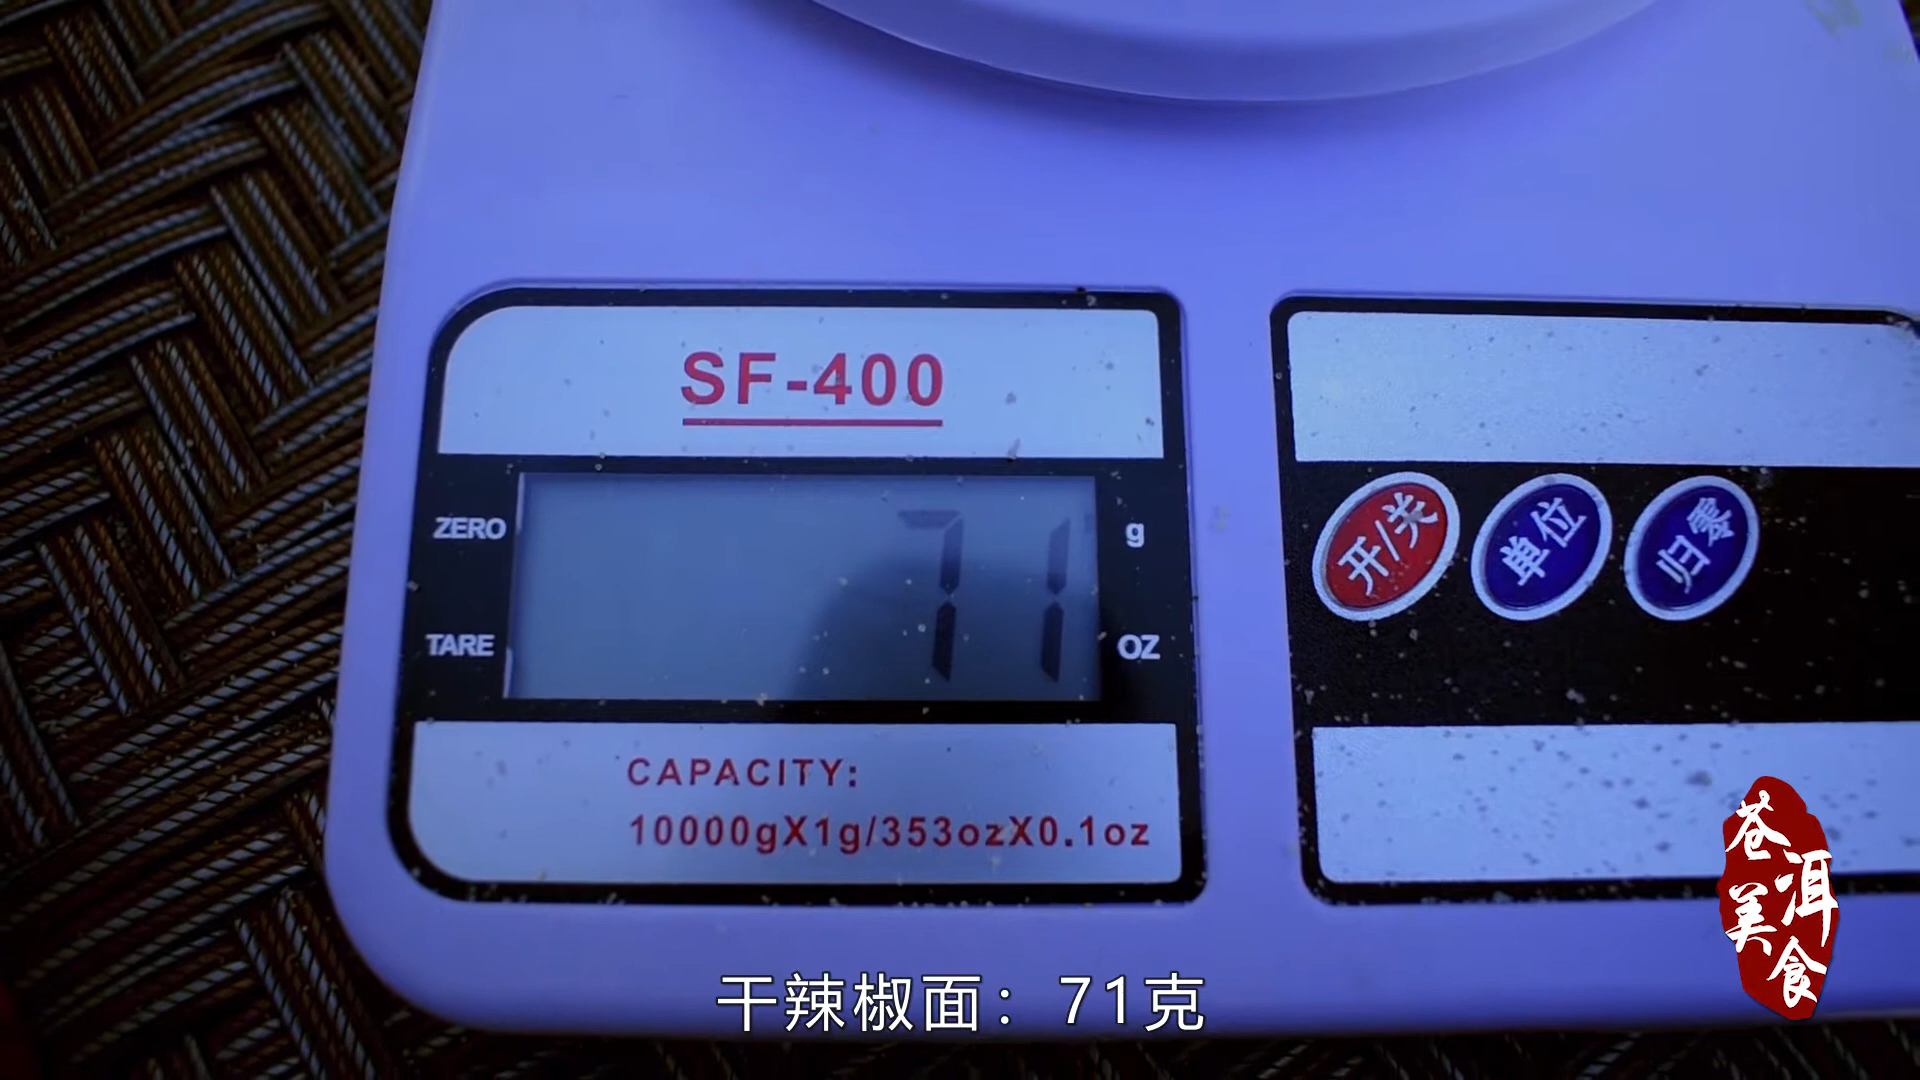 SF-400
ZERO
TARE
71
g
OZ
CAPACITY:
10000gX1g/353ozX0.1oz
开/关
单位
归零
苍洱
美食
干辣椒面：71克